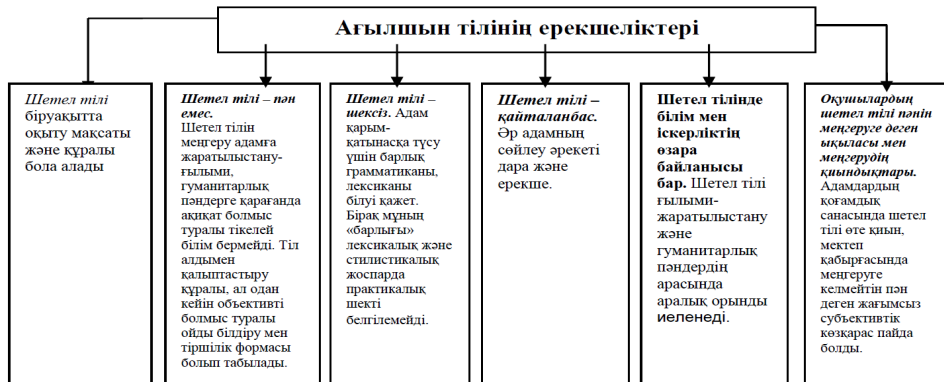 Ағылшын тілінің ерекшеліктері
Шетел тілі
біруақытта
оқыту мақсаты
және құралы
бола алады
Шетел тілі – пән
емес.
Шетел тілін
меңгеру адамға
жаратылыстану-
ғылыми,
гуманитарлық
пәндерге қарағанда
ақиқат болмыс
туралы тікелей
білім бермейді. Тіл
алдымен
қалыптастыру
құралы, ал одан
кейін объективті
болмыс туралы
ойды білдіру мен
тіршілік формасы
болып табылады.
Шетел тілі –
шексіз. Адам
қарым-
қатынасқа түсу
үшін барлық
грамматиканы,
лексиканы
білуі қажет.
Бірақ мұның
«барлығы»
лексикалық және
стилистикалық
жоспарда
практикалық
шекті
белгілемейді.
Шетел тілі –
қайталанбас.
Әр адамның
сөйлеу әрекеті
дара және
ерекше.
Шетел тілінде
білім мен
іскерліктің
өзара
байланысы
бар. Шетел тілі
ғылыми-
жаратылыстану
және
гуманитарлық
пәндердің
арасында
аралық орынды
иеленеді.
Оқушылардың
шетел тілі пәнін
меңгеруге деген
ықыласы мен
меңгерудің
қиындықтары.
Адамдардың
қоғамдық
санасында шетел
тілі өте қиын,
мектеп
қабырғасында
меңгеруге
келмейтін пән
деген жағымсыз
субъективтік
көзқарас пайда
болды.